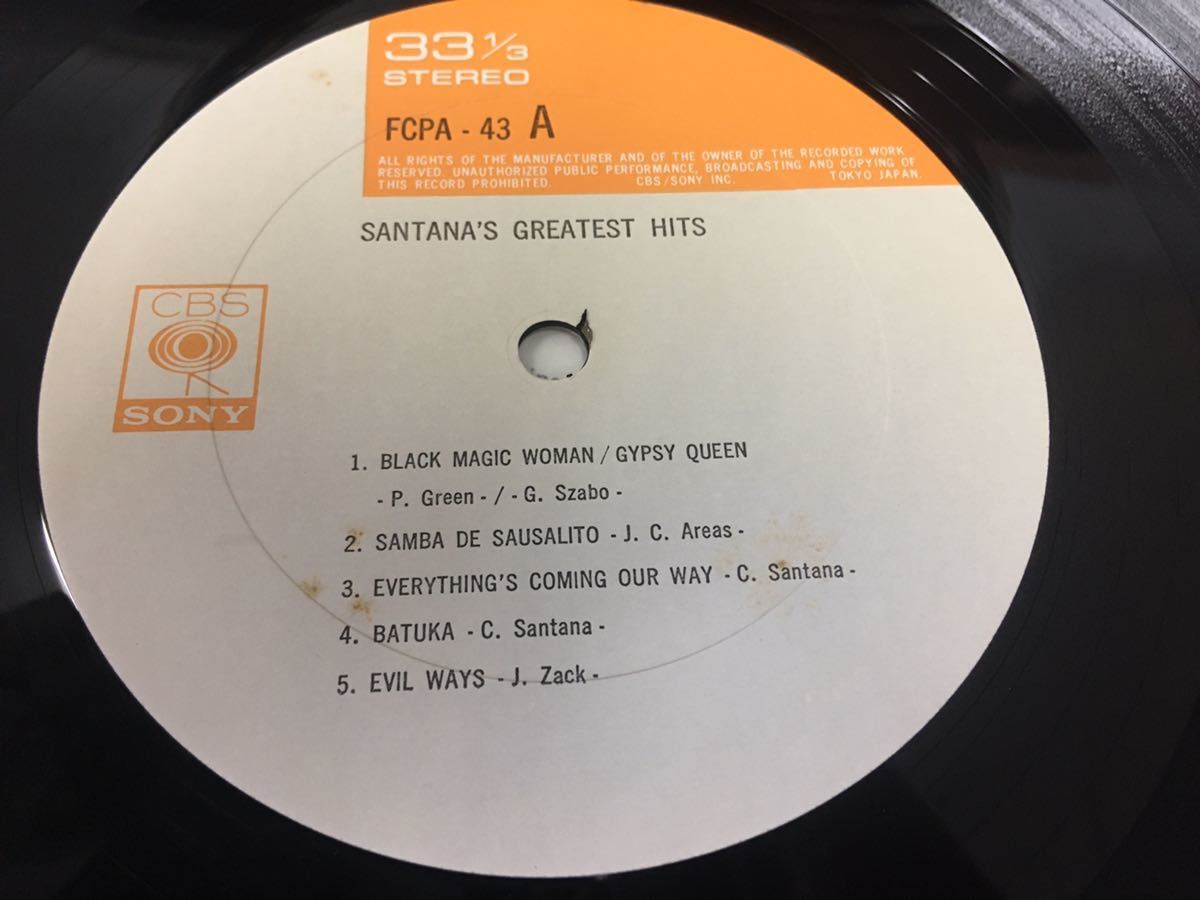 33 1/3
STEREO
FCPA - 43 A
ALL RIGHTS OF THE MANUFACTURER AND OF THE OWNER OF THE RECORDED WORK
RESERVED. UNAUTHORIZED PUBLIC PERFORMANCE, BROADCASTING AND COPYING OF
THIS RECORD PROHIBITED. CBS/SONY INC. TOKYO JAPAN.
SANTANA'S GREATEST HITS
CBS
SONY
1. BLACK MAGIC WOMAN / GYPSY QUEEN
- P. Green - / - G. Szabo -
2. SAMBA DE SAUSALITO - J. C. Areas -
3. EVERYTHING'S COMING OUR WAY - C. Santana -
4. BATUKA - C. Santana -
5. EVIL WAYS - J. Zack -